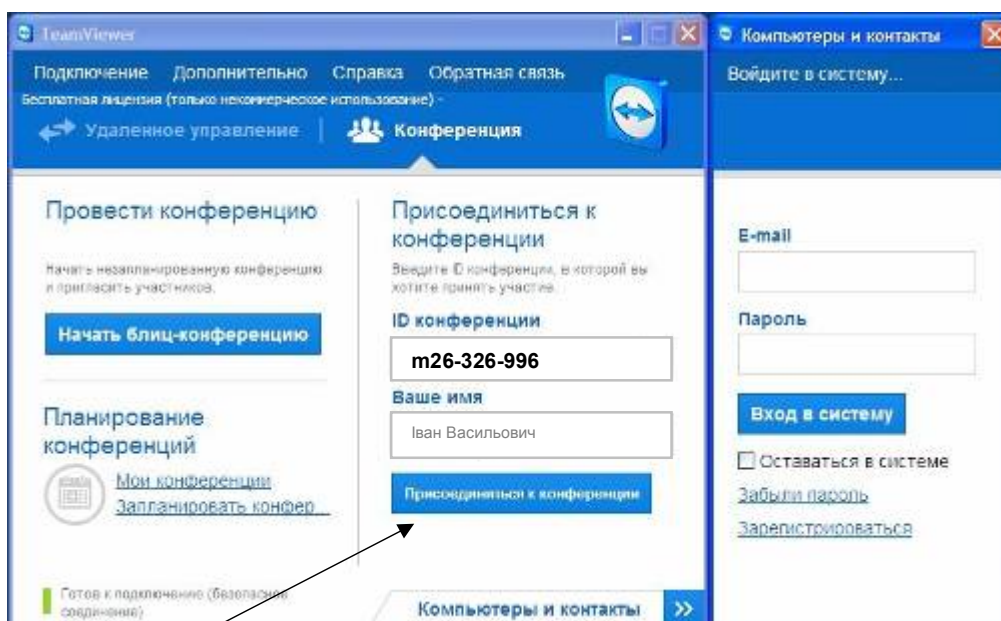 TeamViewer
Подключение Дополнительно Справка Обратная связь
Бесплатная лицензия (только некоммерческое использование) -
Удаленное управление | Конференция
Провести конференцию
Начать незапланированную конференцию
и пригласить участников.
Начать блиц-конференцию
Планирование
конференций
Мои конференции
Запланировать конфер...
Готов к подключению (безопасное
соединение)
Присоединиться к
конференции
Введите ID конференции, в которой вы
хотите принять участие.
ID конференции
m26-326-996
Ваше имя
Іван Васильович
Присоединиться к конференции
Компьютеры и контакты
Компьютеры и контакты
Войдите в систему...
E-mail
Пароль
Вход в систему
Оставаться в системе
Забыли пароль
Зарегистрироваться